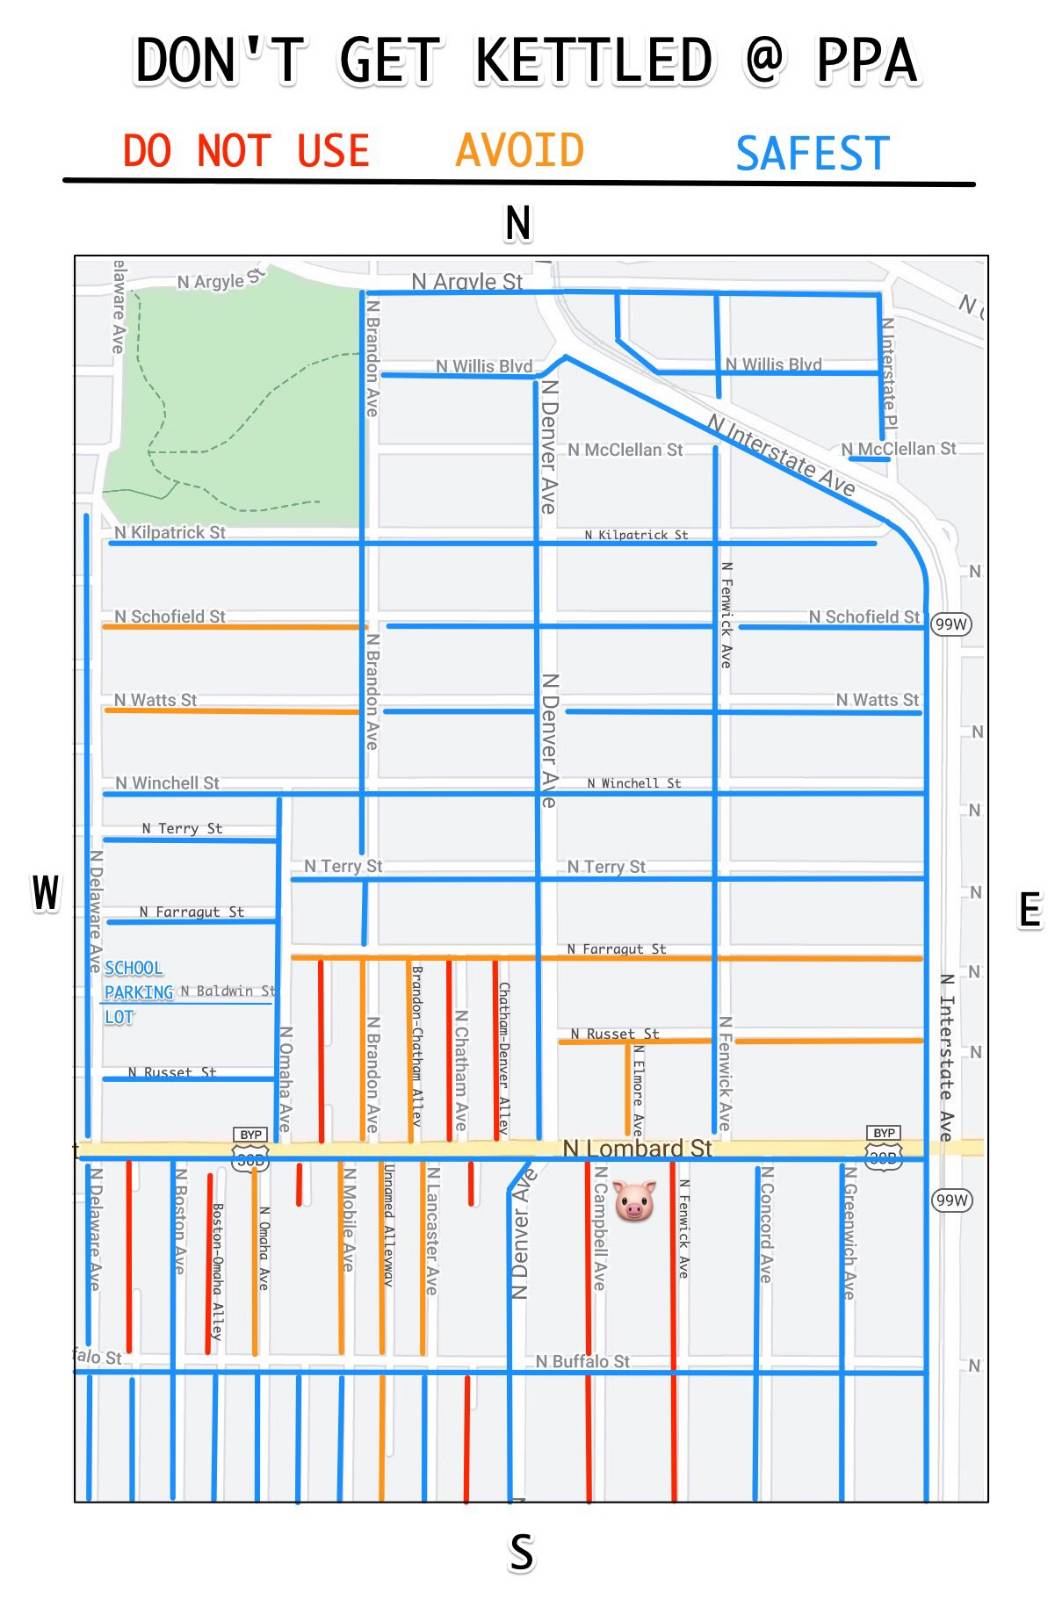 DON'T GET KETTLED @ PPA
DO NOT USE
AVOID
SAFEST
N
elaware Ave
N Argyle St
N Argyle St
N
N Brandon Ave
N Willis Blvd
N Willis Blvd
N Interstate Pl
N Denver Ave
N McClellan St
N Interstate Ave
N McClellan St
N Kilpatrick St
N Kilpatrick St
N Fenwick Ave
N
N Schofield St
N Schofield St
99W
N Brandon Ave
N Denver Ave
N Watts St
N Watts St
N
N Winchell St
N Winchell St
N
N Terry St
N Terry St
N Terry St
W
E
N
N Delaware Ave
N Farragut St
N Farragut St
SCHOOL
PARKING
LOT
N Baldwin St
N
N Interstate Ave
N Omaha Ave
N Brandon Ave
Brandon-Chatham Alley
N Chatham Ave
Chatham-Denver Alley
N Russet St
N Elmore Ave
N Fenwick Ave
N
N Russet St
BYP
30B
t
N Lombard St
BYP
30B
N Delaware Ave
N Boston Ave
Boston-Omaha Alley
N Omaha Ave
N Mobile Ave
Unnamed Alleyway
N Lancaster Ave
N Denver Ave
N Campbell Ave
N Fenwick Ave
N Concord Ave
N Greenwich Ave
99W
falo St
N Buffalo St
N
S